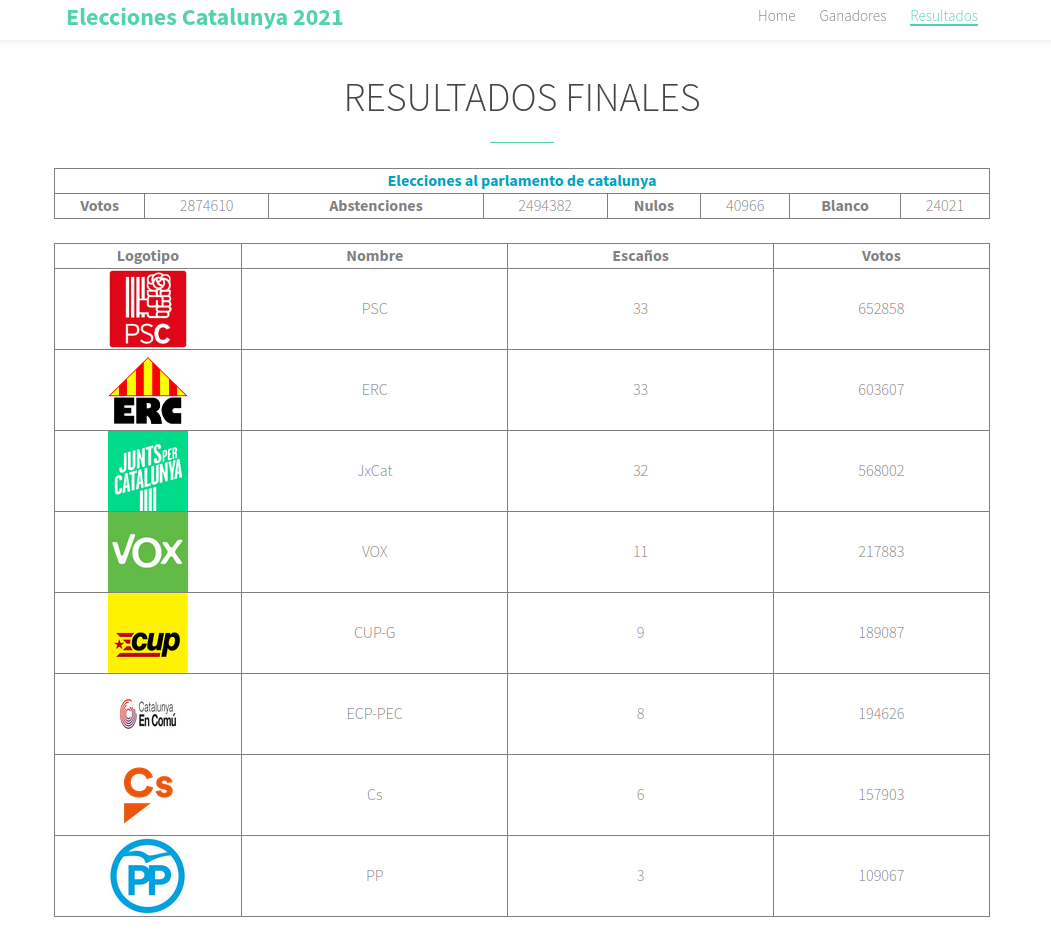 Elecciones Catalunya 2021 Home Ganadores Resultados
RESULTADOS FINALES
Elecciones al parlamento de catalunya
Votos 2874610 Abstenciones 2494382 Nulos 40966 Blanco 24021
Logotipo Nombre Escaños Votos
PSC PSC 33 652858
ERC ERC 33 603607
JUNTS PER
CATALUNYA JxCat 32 568002
VOX VOX 11 217883
cup CUP-G 9 189087
Catalunya
En Comú ECP-PEC 8 194626
Cs Cs 6 157903
PP PP 3 109067